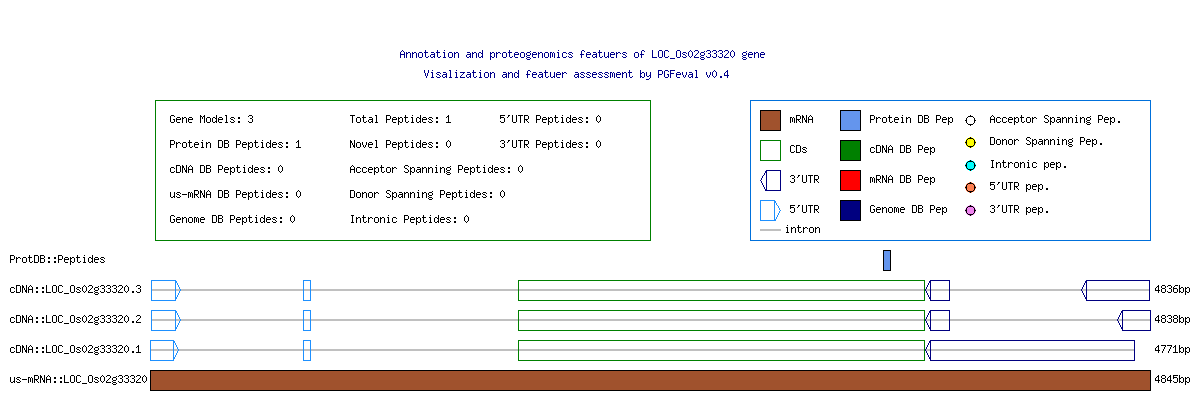 Annotation and proteogenomics featuers of LOC_Os02g33320 gene
Visalization and featuer assessment by PGFeval v0.4
Gene Models: 3 Total Peptides: 1 5'UTR Peptides: 0
Protein DB Peptides: 1 Novel Peptides: 0 3'UTR Peptides: 0
cDNA DB Peptides: 0 Acceptor Spanning Peptides: 0
us-mRNA DB Peptides: 0 Donor Spanning Peptides: 0
Genome DB Peptides: 0 Intronic Peptides: 0
mRNA Protein DB Pep Acceptor Spanning Pep.
CDs cDNA DB Pep Donor Spanning Pep.
3'UTR mRNA DB Pep Intronic pep.
5'UTR Genome DB Pep 5'UTR pep.
intron 3'UTR pep.
ProtDB::Peptides
cDNA::LOC_Os02g33320.3 4836bp
cDNA::LOC_Os02g33320.2 4838bp
cDNA::LOC_Os02g33320.1 4771bp
us-mRNA::LOC_Os02g33320 4845bp